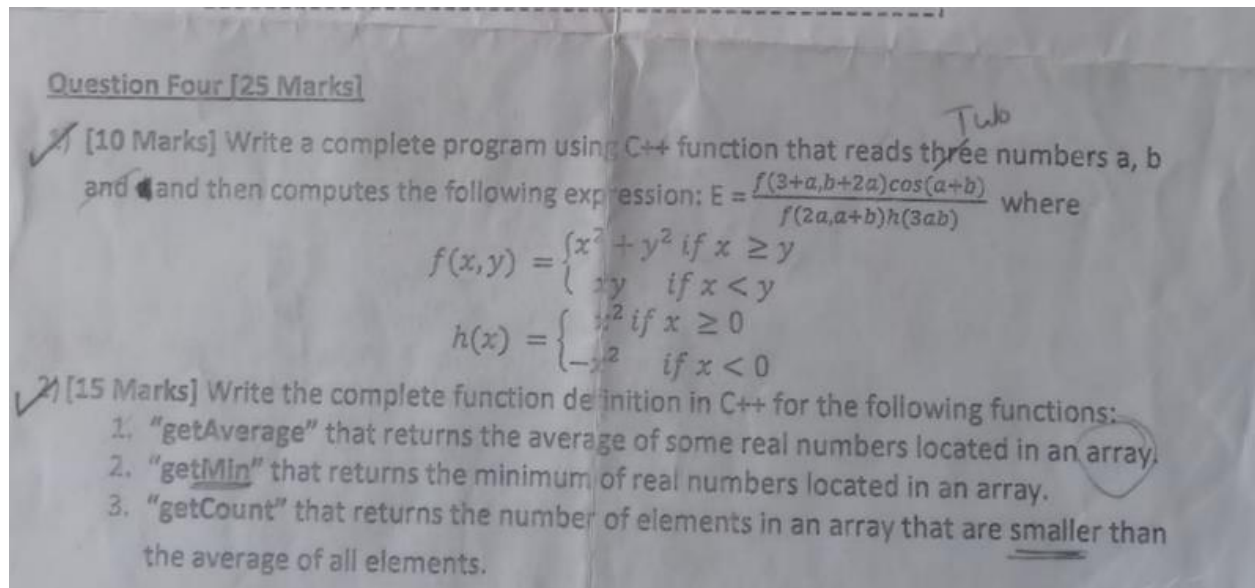 Question Four [25 Marks]
Two
1) [10 Marks] Write a complete program using C++ function that reads three numbers a, b
and and then computes the following expression: E = f(3+a,b+2a)cos(a+b) / f(2a,a+b)h(3ab) where
f(x,y) = { x² + y² if x ≥ y
xy if x < y
h(x) = { x² if x ≥ 0
−x² if x < 0
2) [15 Marks] Write the complete function definition in C++ for the following functions:
1. "getAverage" that returns the average of some real numbers located in an array.
2. "getMin" that returns the minimum of real numbers located in an array.
3. "getCount" that returns the number of elements in an array that are smaller than
the average of all elements.